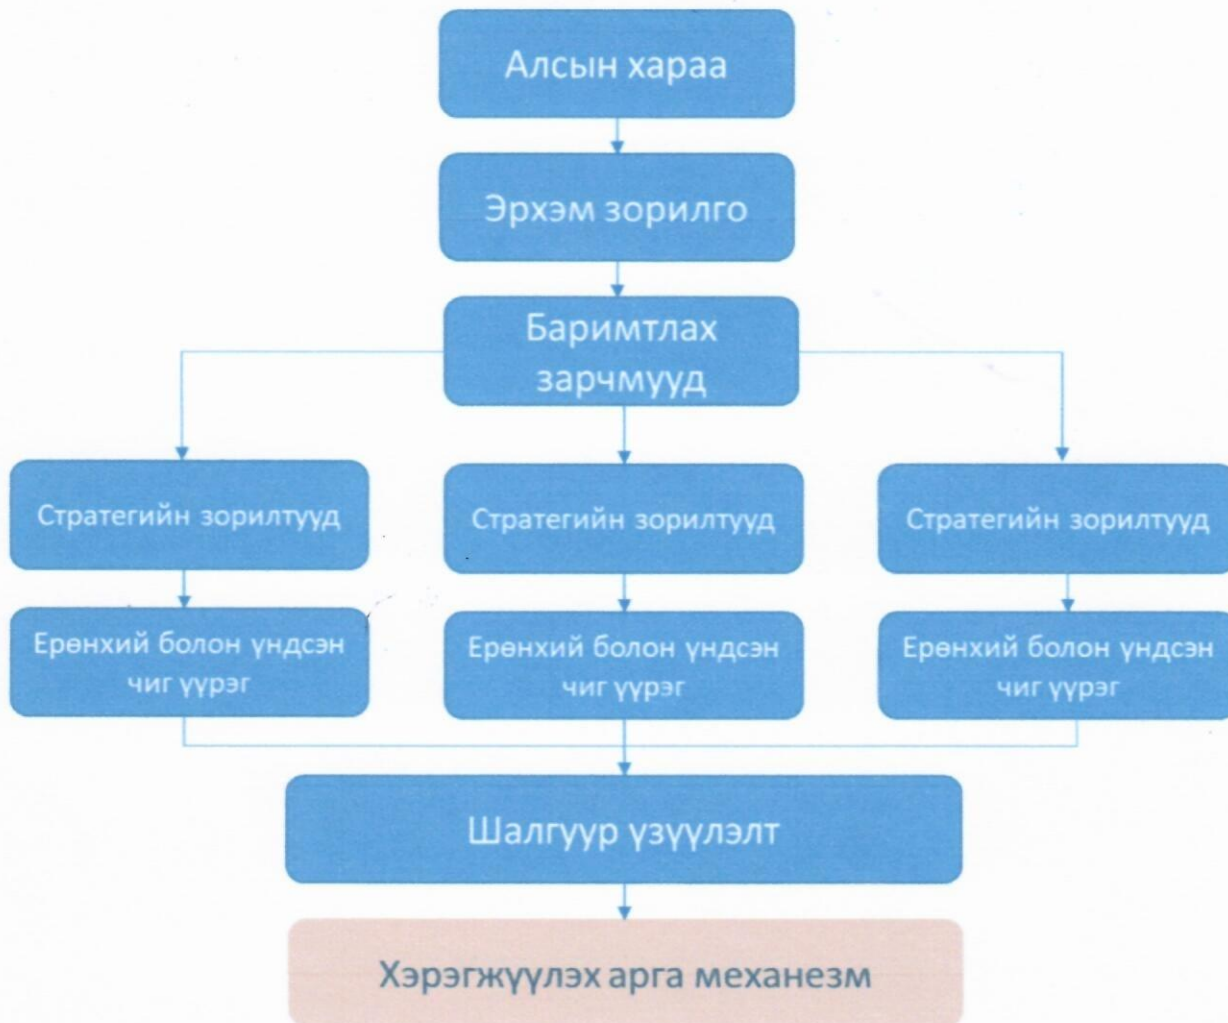 Алсын хараа
Эрхэм зорилго
Баримтлах
зарчмууд
Стратегийн зорилтууд
Стратегийн зорилтууд
Стратегийн зорилтууд
Ерөнхий болон үндсэн
чиг үүрэг
Ерөнхий болон үндсэн
чиг үүрэг
Ерөнхий болон үндсэн
чиг үүрэг
Шалгуур үзүүлэлт
Хэрэгжүүлэх арга механезм